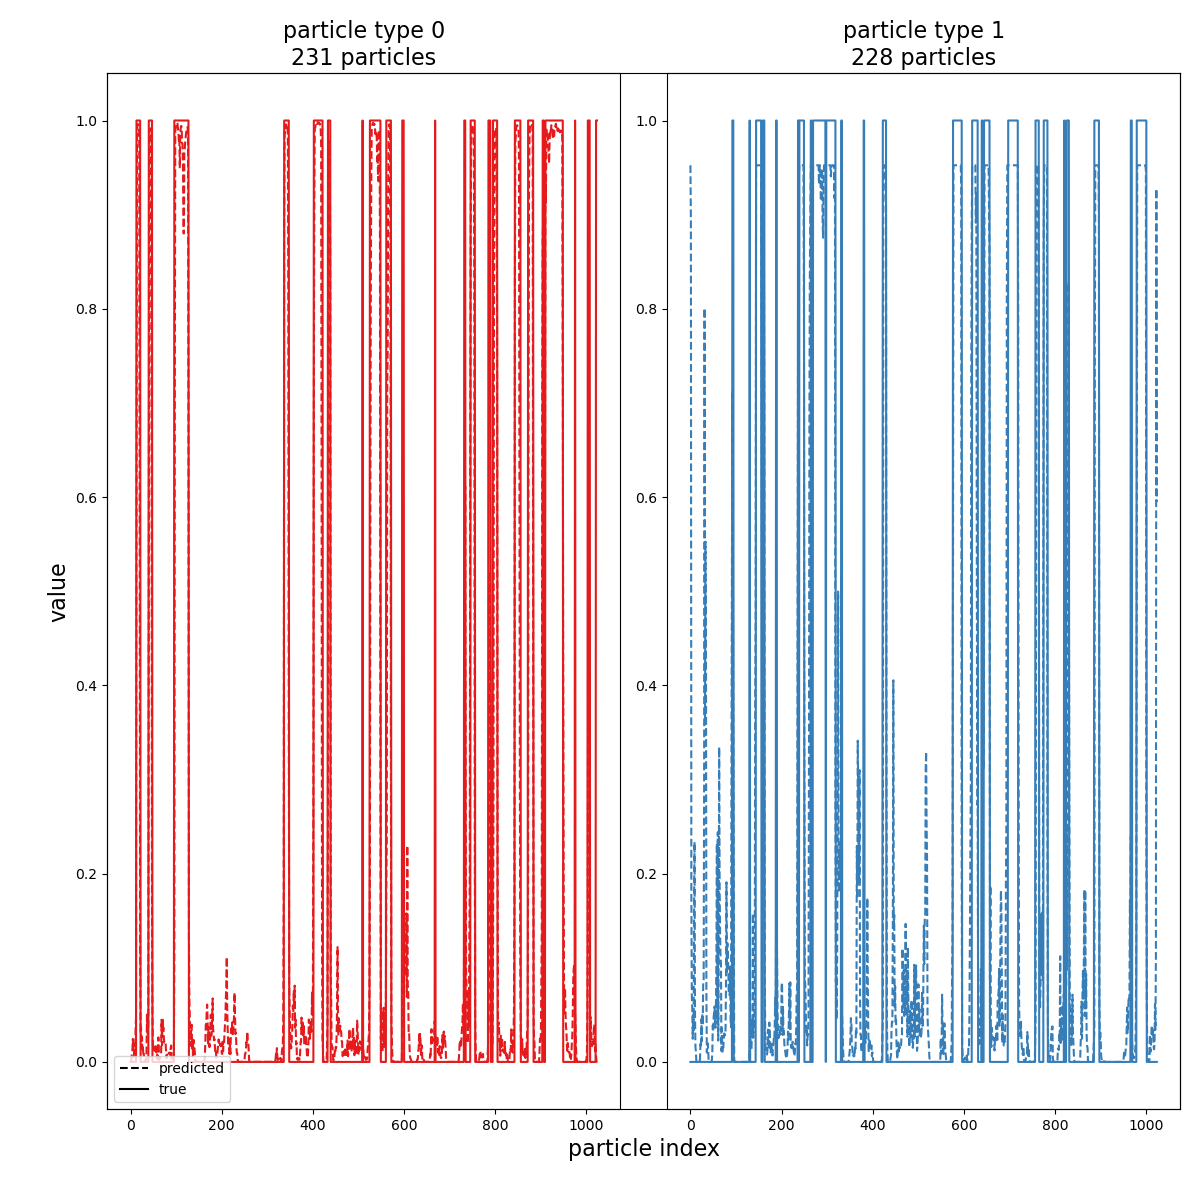 particle type 0
231 particles
particle type 1
228 particles
value
1.0
0.8
0.6
0.4
0.2
0.0
1.0
0.8
0.6
0.4
0.2
0.0
predicted
true
0 200 400 600 800 1000
0 200 400 600 800 1000
particle index